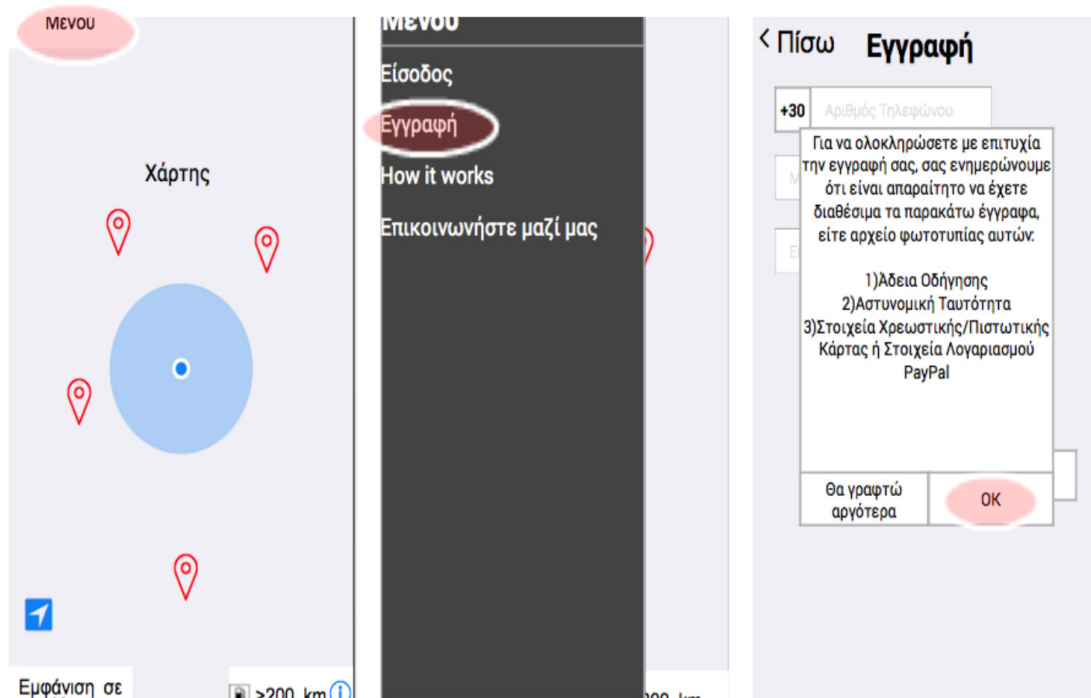 Μενού
Χάρτης
Εμφάνιση σε
>200 km
Μενού
Είσοδος
Εγγραφή
How it works
Επικοινωνήστε μαζί μας
km
< Πίσω Εγγραφή
+30 Αριθμός Τηλεφώνου
Για να ολοκληρώσετε με επιτυχία
την εγγραφή σας, σας ενημερώνουμε
ότι είναι απαραίτητο να έχετε
διαθέσιμα τα παρακάτω έγγραφα,
είτε αρχείο φωτοτυπίας αυτών:
1)Άδεια Οδήγησης
2)Αστυνομική Ταυτότητα
3)Στοιχεία Χρεωστικής/Πιστωτικής
Κάρτας ή Στοιχεία Λογαριασμού
PayPal
Θα γραφτώ
αργότερα
OK